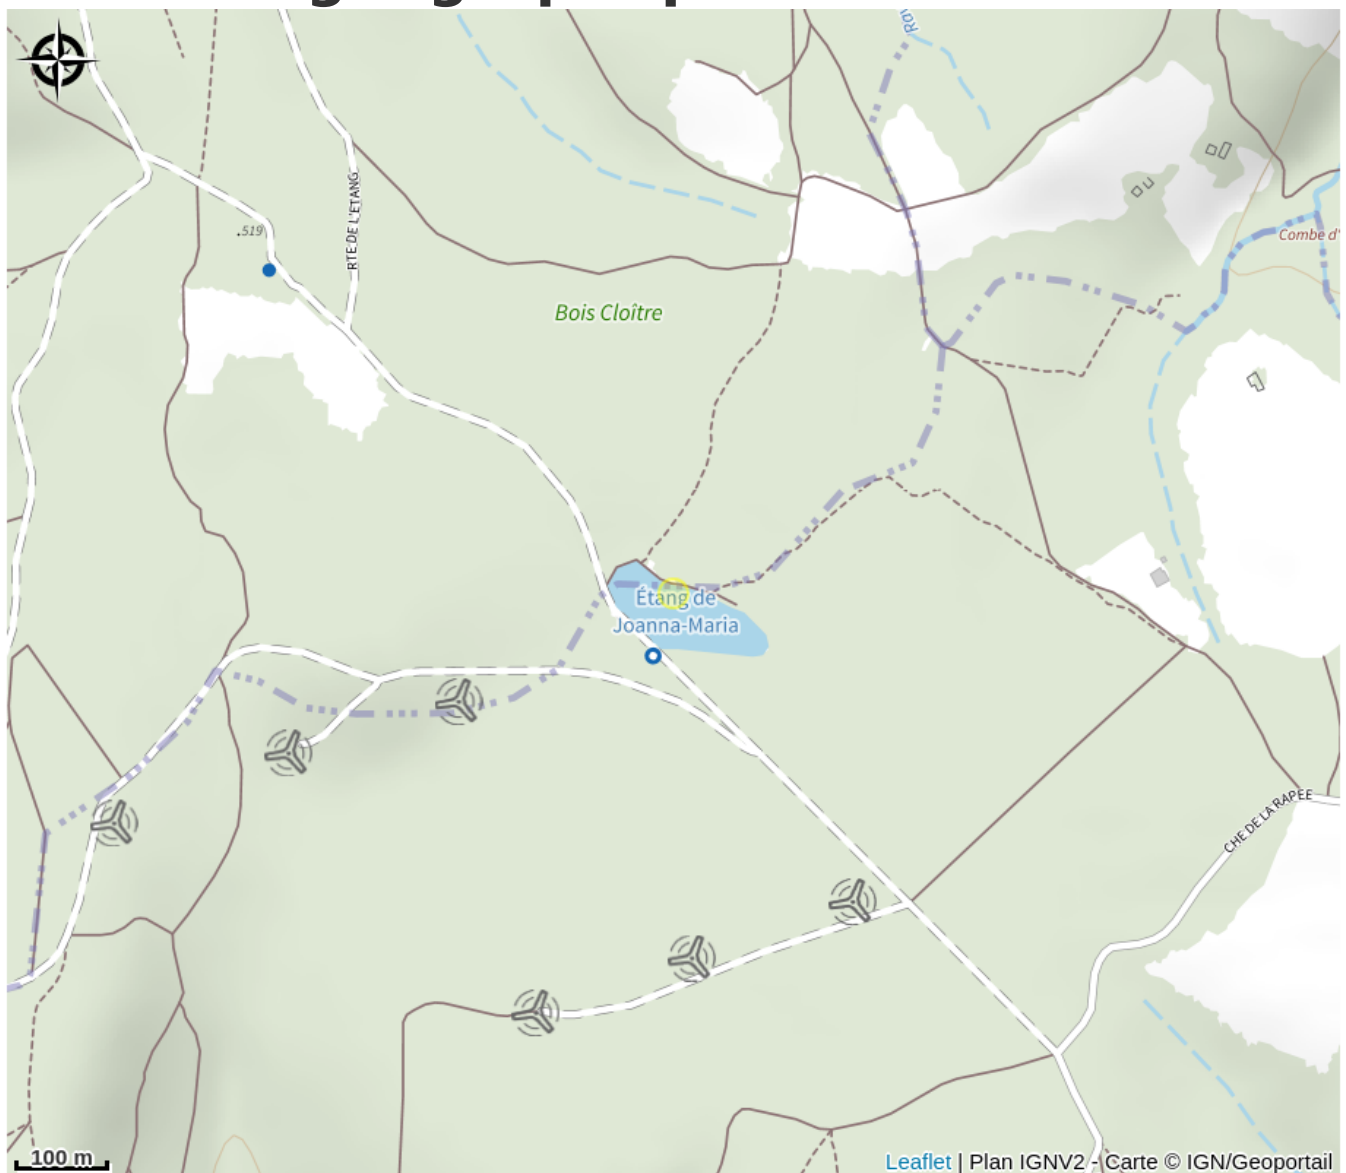 RTE DE L'ETANG
.519
Combe d'
Bois Cloître
Étang de
Joanna-Maria
CHE DE LA RAPÉE
100 m
Leaflet | Plan IGNV2 - Carte © IGN/Geoportail